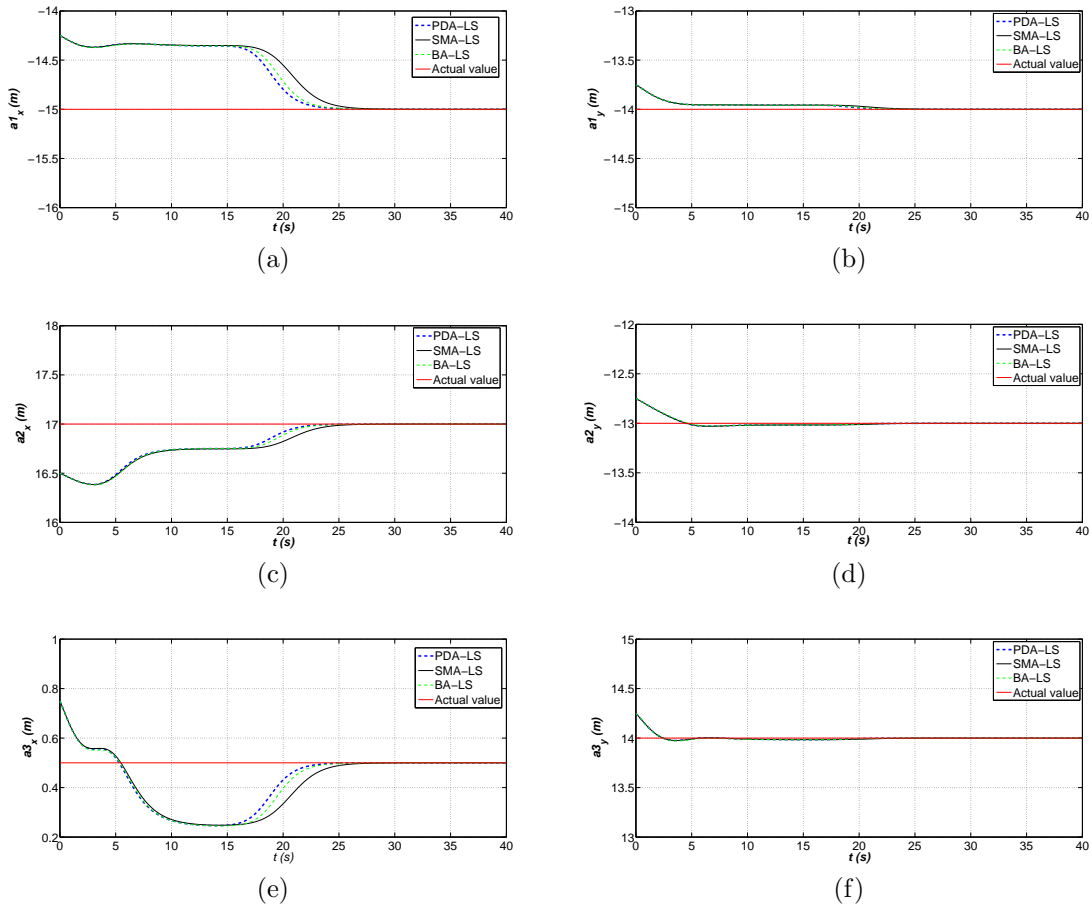 −14
−14.5
−15
−15.5
−16
a1x (m)
0 5 10 15 20 25 30 35 40
t (s)
PDA−LS
SMA−LS
BA−LS
Actual value
(a)
−13
−13.5
−14
−14.5
−15
a1y (m)
0 5 10 15 20 25 30 35 40
t (s)
PDA−LS
SMA−LS
BA−LS
Actual value
(b)
18
17.5
17
16.5
16
a2x (m)
0 5 10 15 20 25 30 35 40
t (s)
PDA−LS
SMA−LS
BA−LS
Actual value
(c)
−12
−12.5
−13
−13.5
−14
a2y (m)
0 5 10 15 20 25 30 35 40
t (s)
PDA−LS
SMA−LS
BA−LS
Actual value
(d)
1
0.8
0.6
0.4
0.2
a3x (m)
0 5 10 15 20 25 30 35 40
t (s)
PDA−LS
SMA−LS
BA−LS
Actual value
(e)
15
14.5
14
13.5
13
a3y (m)
0 5 10 15 20 25 30 35 40
t (s)
PDA−LS
SMA−LS
BA−LS
Actual value
(f)